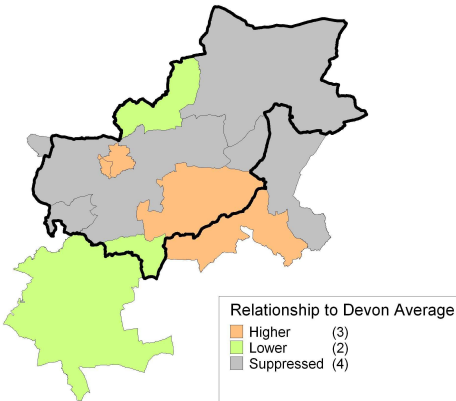 Relationship to Devon Average
Higher (3)
Lower (2)
Suppressed (4)